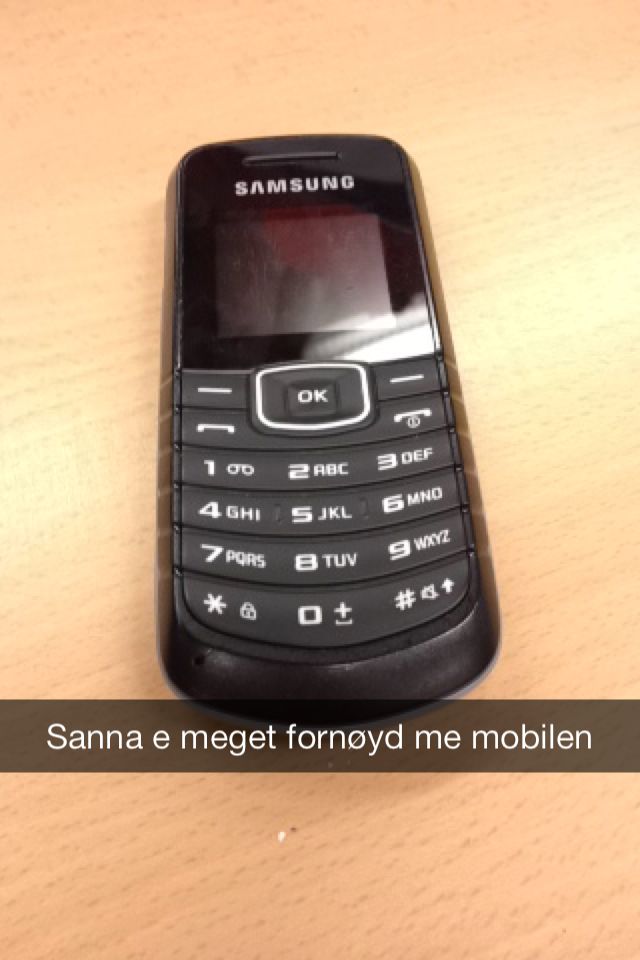 SAMSUNG
OK
1 2 ABC 3 DEF
4 GHI 5 JKL 6 MNO
7 PQRS 8 TUV 9 WXYZ
* 0 + #
Sanna e meget fornøyd me mobilen